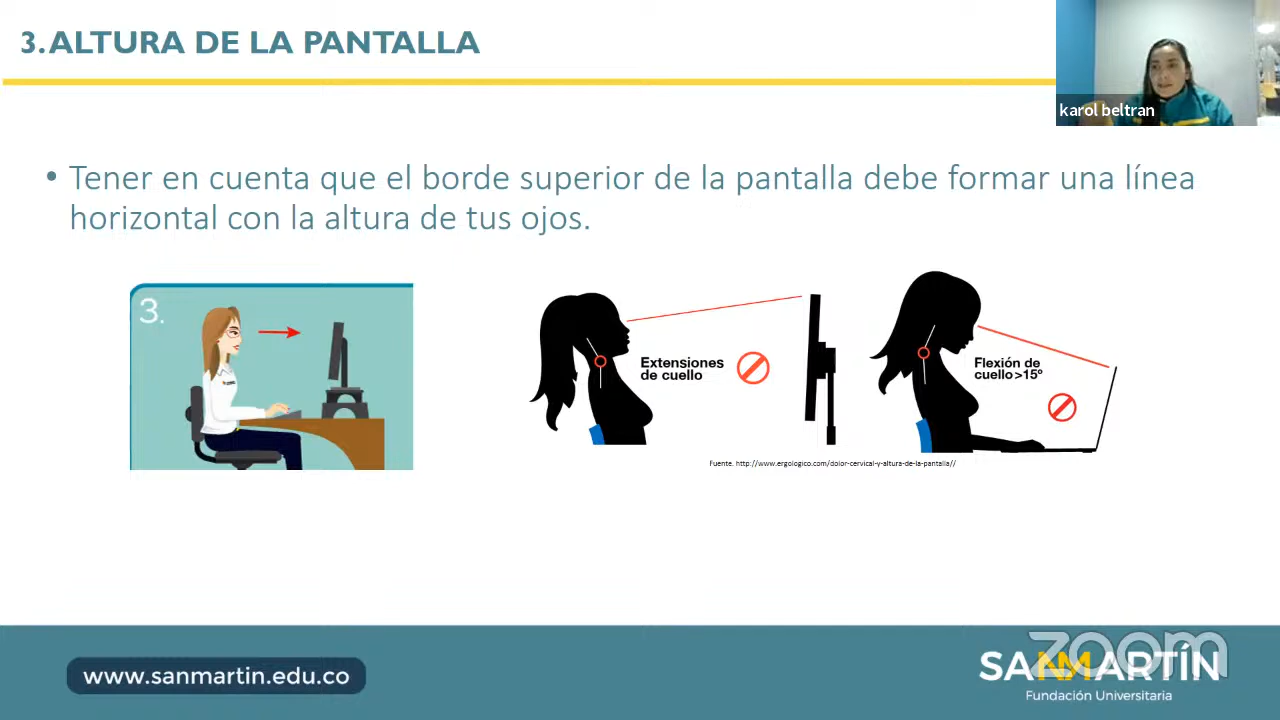 3.ALTURA DE LA PANTALLA
karol beltran
• Tener en cuenta que el borde superior de la pantalla debe formar una línea
horizontal con la altura de tus ojos.
3.
Extensiones
de cuello
Flexión de
cuello>15º
Fuente. http://www.ergologico.com/dolor-cervical-y-altura-de-la-pantalla//
www.sanmartin.edu.co
zoom
SANMARTÍN
Fundación Universitaria